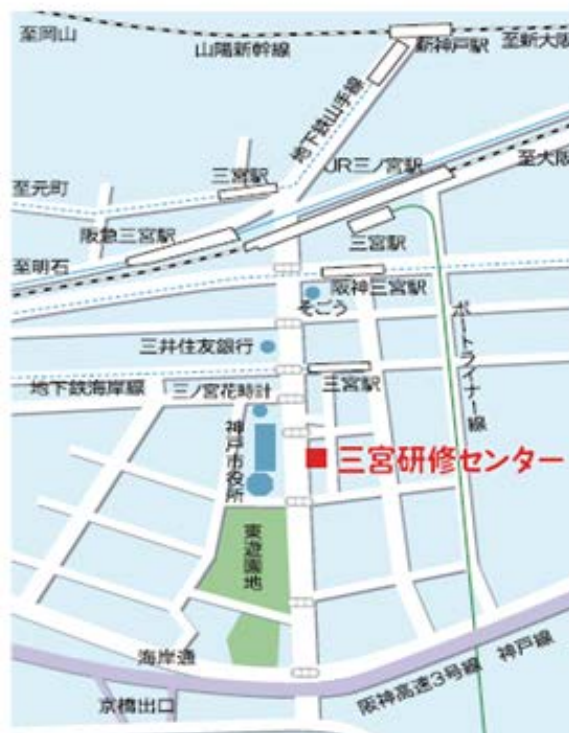 至岡山
山陽新幹線
新神戸駅
至新大阪
地下鉄山手線
JR三ノ宮駅
至大阪
三宮駅
至元町
阪急三宮駅
三宮駅
至明石
阪神三宮駅
そごう
ポートライナー線
三井住友銀行
三宮駅
地下鉄海岸線
三ノ宮花時計
神戸市役所
三宮研修センター
東遊園地
海岸通
阪神高速3号線 神戸線
京橋出口